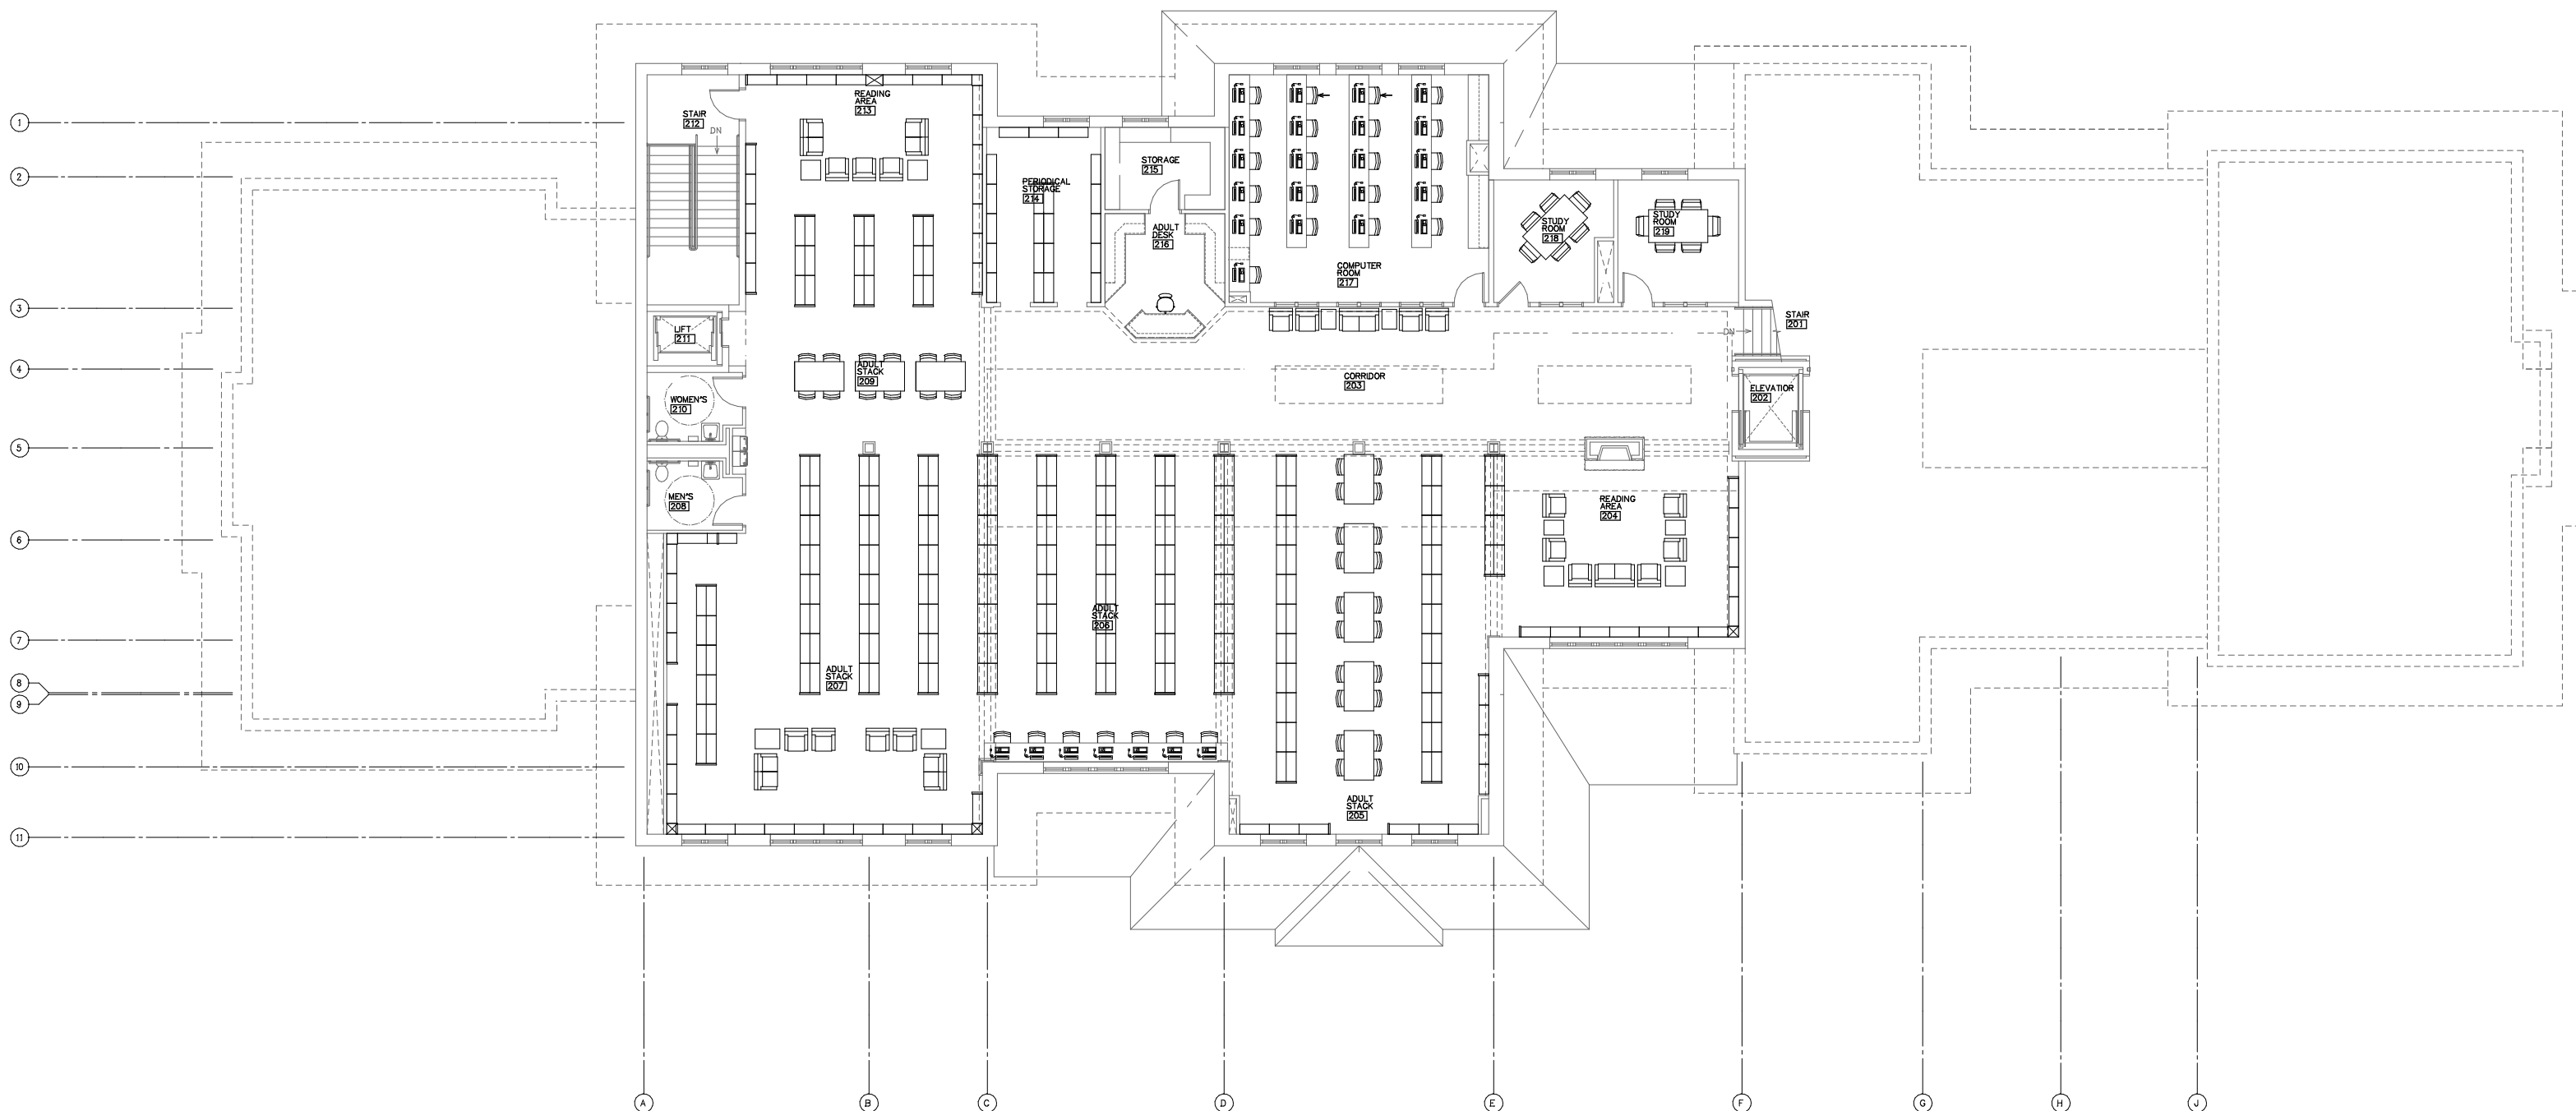 READING
AREA
213
STAIR
212
DN
1
STORAGE
215
2
PERIODICAL
STORAGE
214
ADULT
DESK
216
STUDY
ROOM
218
STUDY
ROOM
219
COMPUTER
ROOM
217
3
STAIR
201
DN
LIFT
211
4
ADULT
STACK
209
CORRIDOR
203
ELEVATIOR
202
WOMEN'S
210
5
MEN'S
208
READING
AREA
204
6
ADULT
STACK
206
7
ADULT
STACK
207
8
9
10
ADULT
STACK
205
11
A B C D E F G H J